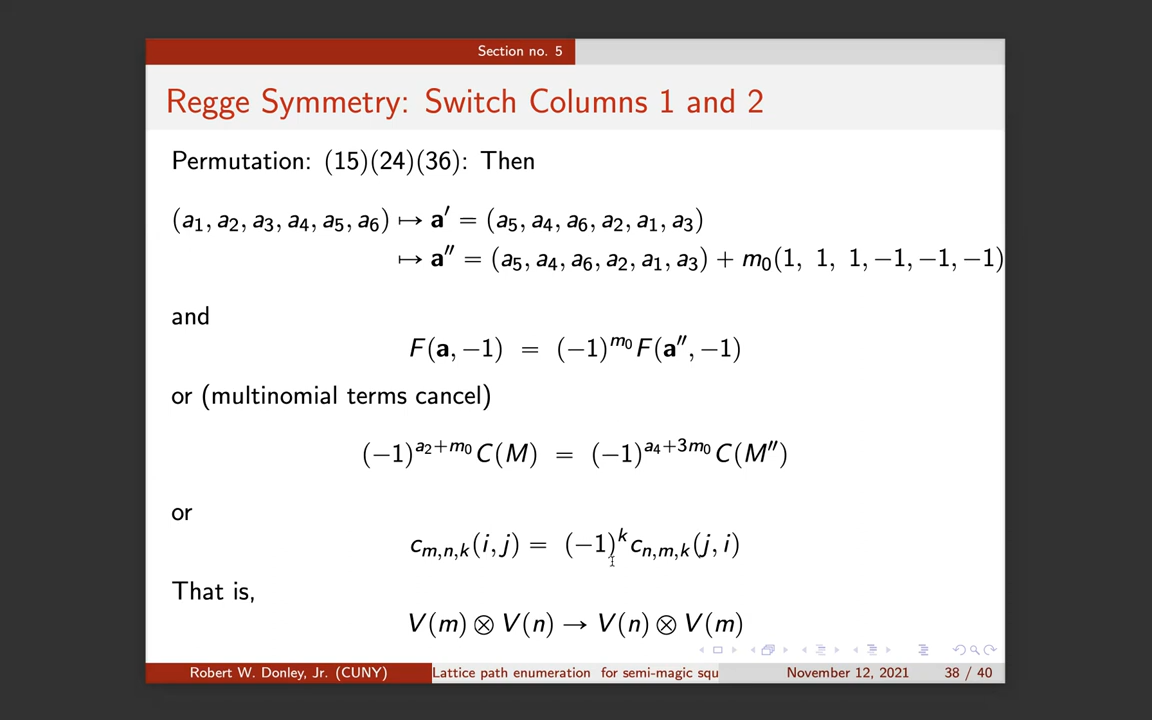 Section no. 5
Regge Symmetry: Switch Columns 1 and 2
Permutation: (15)(24)(36): Then
(a₁, a₂, a₃, a₄, a₅, a₆) ↦ a′ = (a₅, a₄, a₆, a₂, a₁, a₃)
↦ a″ = (a₅, a₄, a₆, a₂, a₁, a₃) + m₀(1, 1, 1, −1, −1, −1)
and
F(a, −1) = (−1)^{m₀} F(a″, −1)
or (multinomial terms cancel)
(−1)^{a₂+m₀} C(M) = (−1)^{a₄+3m₀} C(M″)
or
c_{m,n,k}(i, j) = (−1)^k c_{n,m,k}(j, i)
That is,
V(m) ⊗ V(n) → V(n) ⊗ V(m)
Robert W. Donley, Jr. (CUNY) Lattice path enumeration for semi-magic squ November 12, 2021 38 / 40